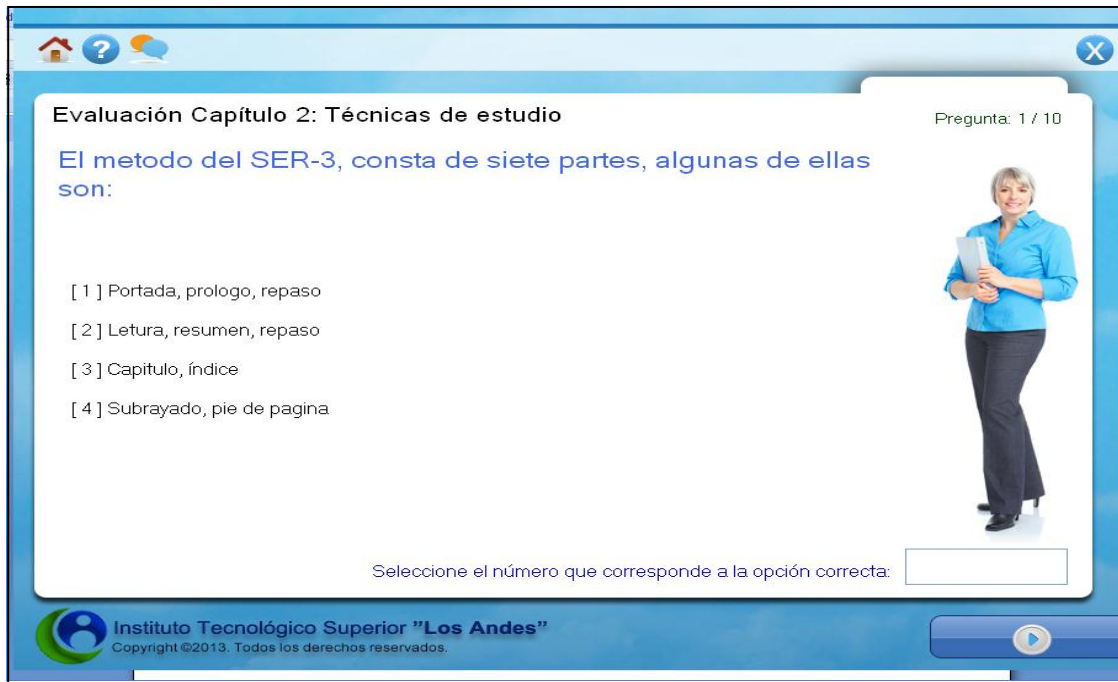 Evaluación Capítulo 2: Técnicas de estudio
Pregunta: 1 / 10
El metodo del SER-3, consta de siete partes, algunas de ellas
son:
[ 1 ] Portada, prologo, repaso
[ 2 ] Letura, resumen, repaso
[ 3 ] Capitulo, índice
[ 4 ] Subrayado, pie de pagina
Seleccione el número que corresponde a la opción correcta:
Instituto Tecnológico Superior "Los Andes"
Copyright ©2013. Todos los derechos reservados.